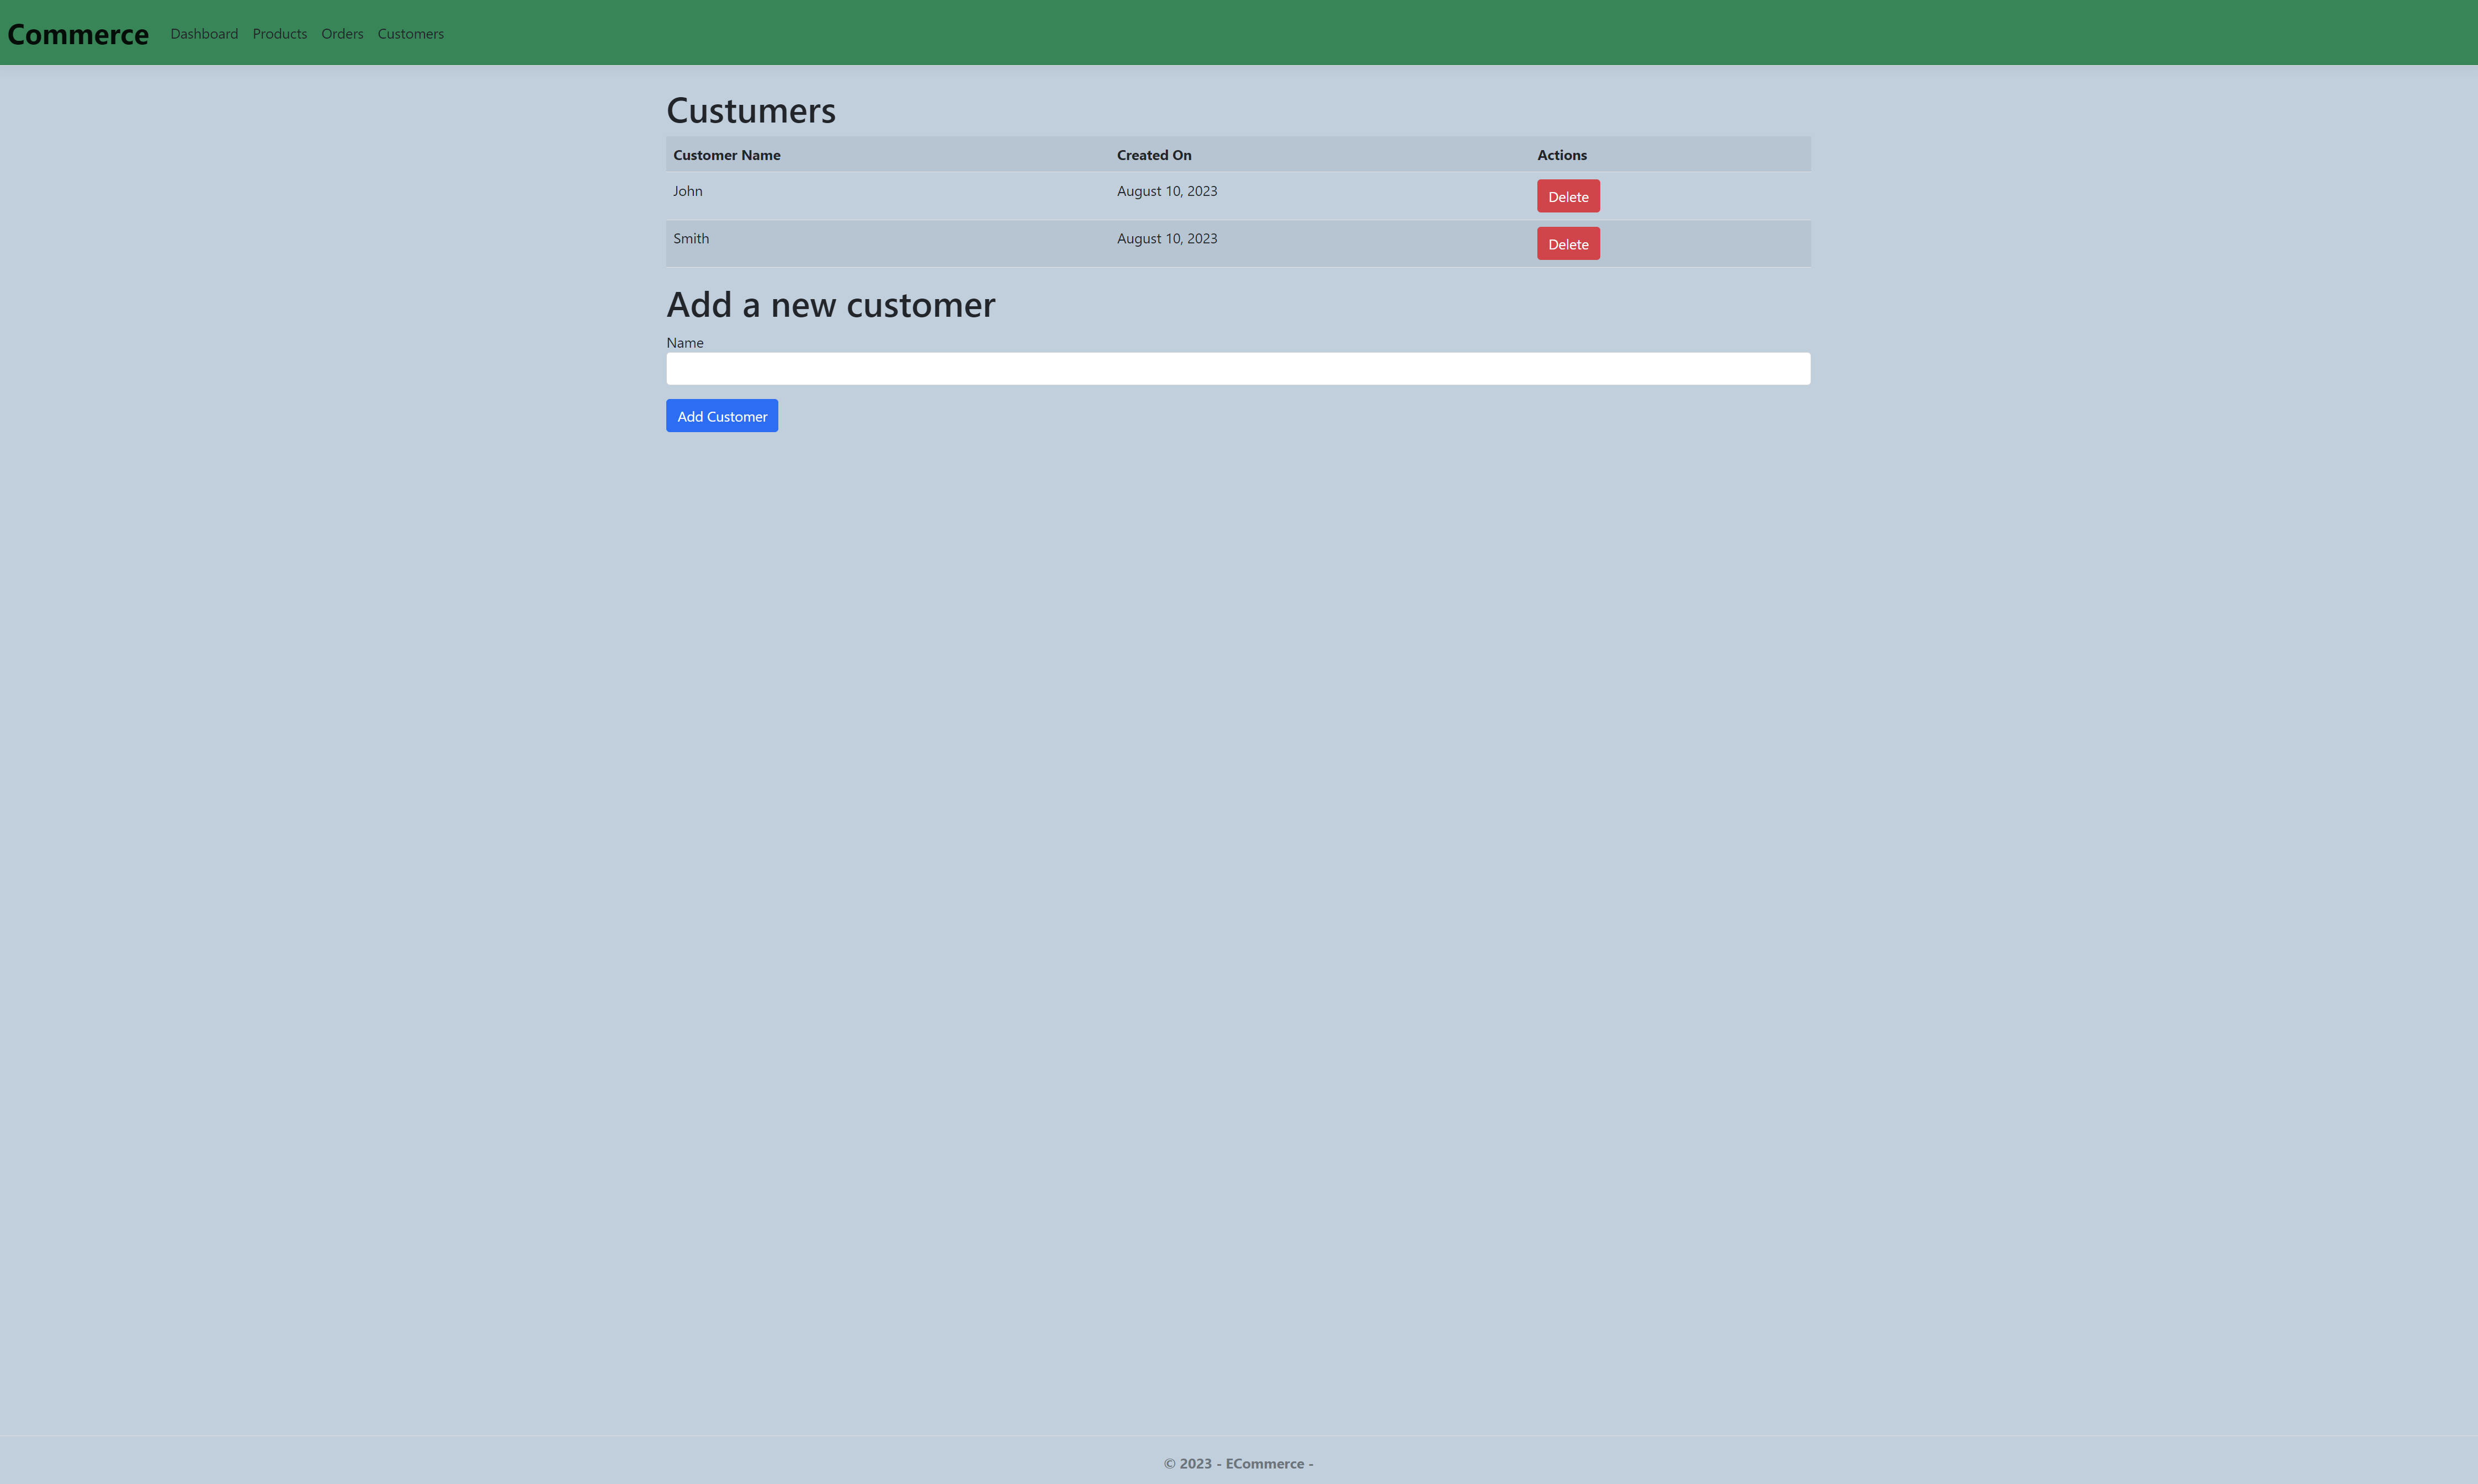 Commerce Dashboard Products Orders Customers
Custumers
Customer Name Created On Actions
John August 10, 2023 Delete
Smith August 10, 2023 Delete
Add a new customer
Name
Add Customer
© 2023 - ECommerce -